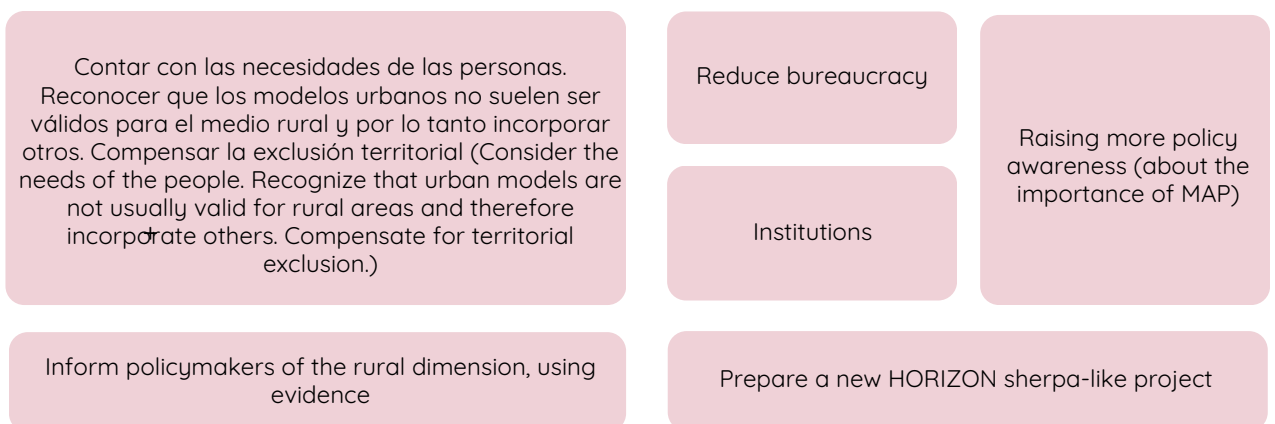 Contar con las necesidades de las personas.
Reconocer que los modelos urbanos no suelen ser
válidos para el medio rural y por lo tanto incorporar
otros. Compensar la exclusión territorial (Consider the
needs of the people. Recognize that urban models are
not usually valid for rural areas and therefore
incorporate others. Compensate for territorial
exclusion.)
Reduce bureaucracy
Institutions
Raising more policy
awareness (about the
importance of MAP)
Inform policymakers of the rural dimension, using
evidence
Prepare a new HORIZON sherpa-like project